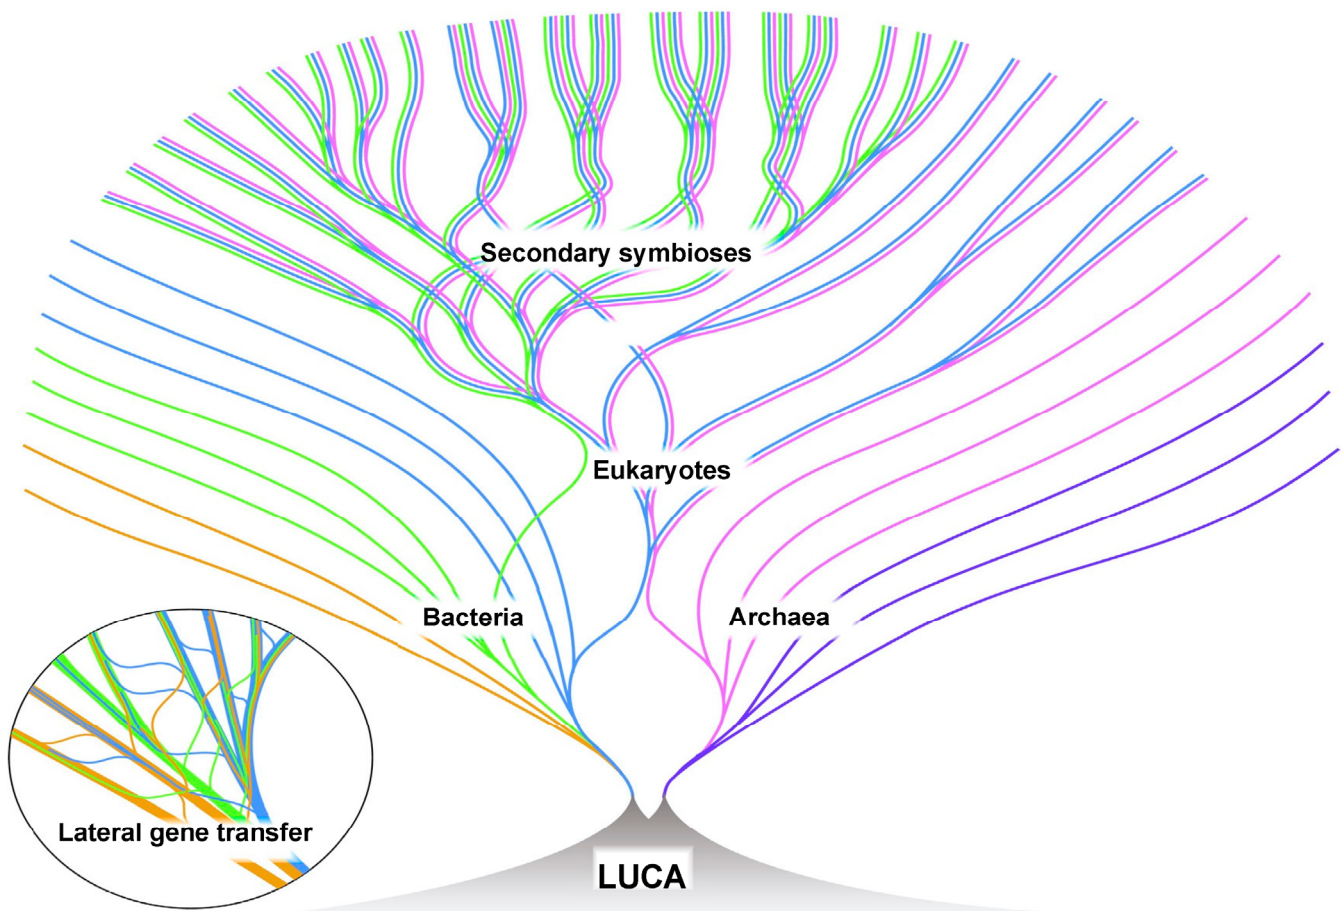 Secondary symbioses
Eukaryotes
Bacteria
Archaea
Lateral gene transfer
LUCA